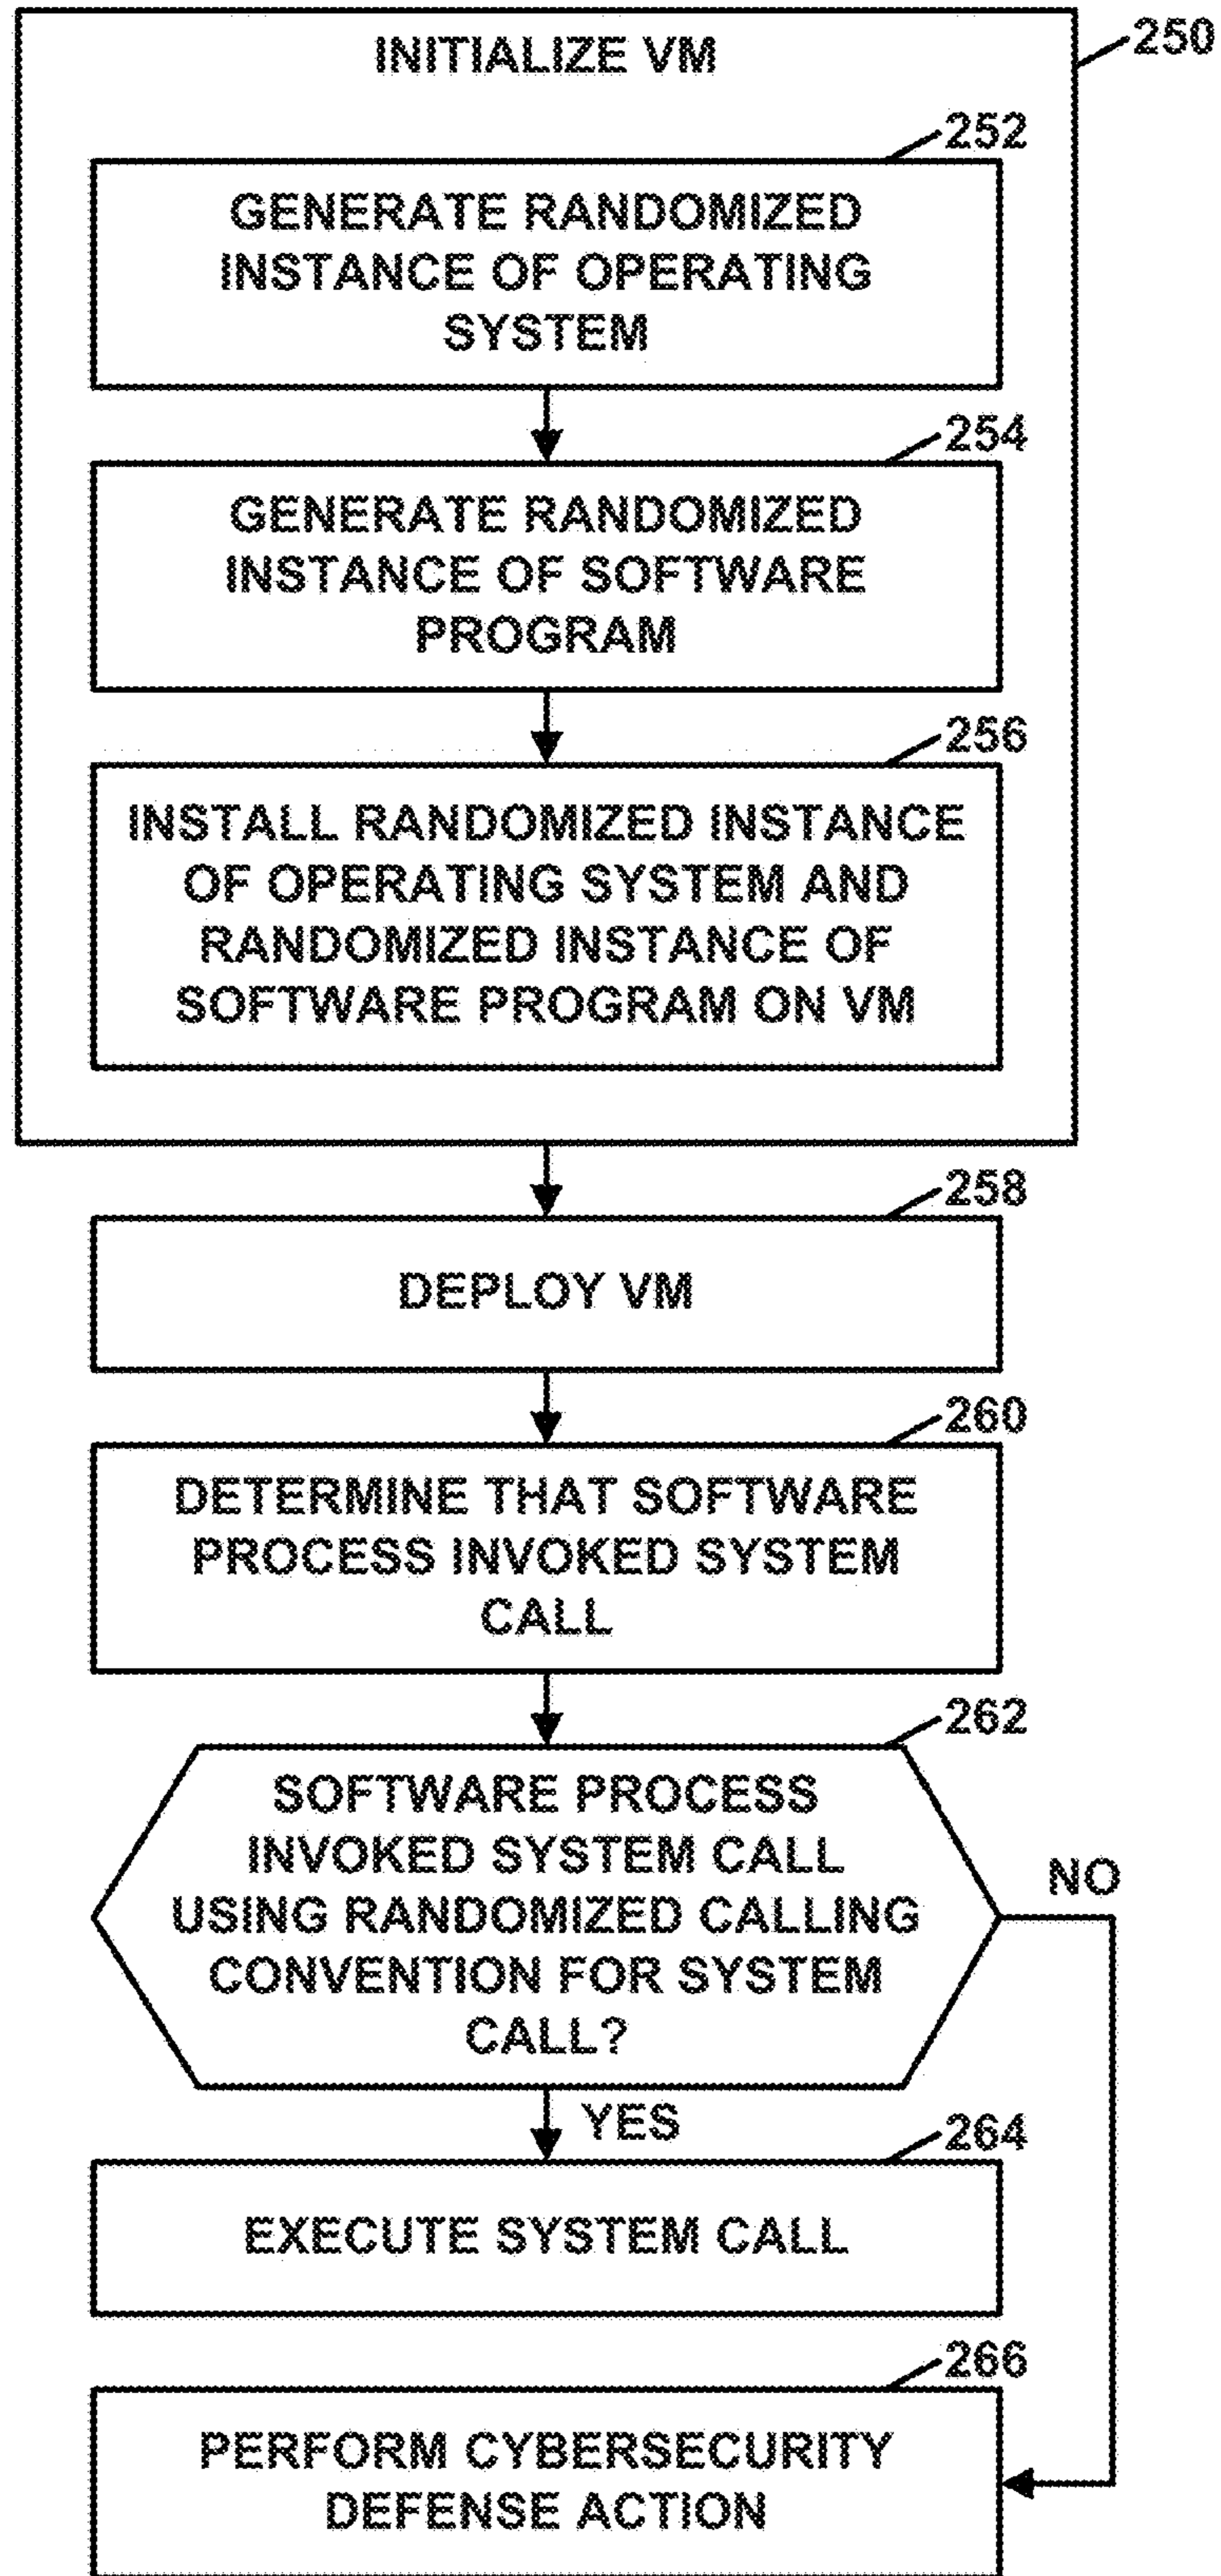 INITIALIZE VM
250
252
GENERATE RANDOMIZED
INSTANCE OF OPERATING
SYSTEM
254
GENERATE RANDOMIZED
INSTANCE OF SOFTWARE
PROGRAM
256
INSTALL RANDOMIZED INSTANCE
OF OPERATING SYSTEM AND
RANDOMIZED INSTANCE OF
SOFTWARE PROGRAM ON VM
258
DEPLOY VM
260
DETERMINE THAT SOFTWARE
PROCESS INVOKED SYSTEM
CALL
262
SOFTWARE PROCESS
INVOKED SYSTEM CALL
USING RANDOMIZED CALLING
CONVENTION FOR SYSTEM
CALL?
NO
YES
264
EXECUTE SYSTEM CALL
266
PERFORM CYBERSECURITY
DEFENSE ACTION